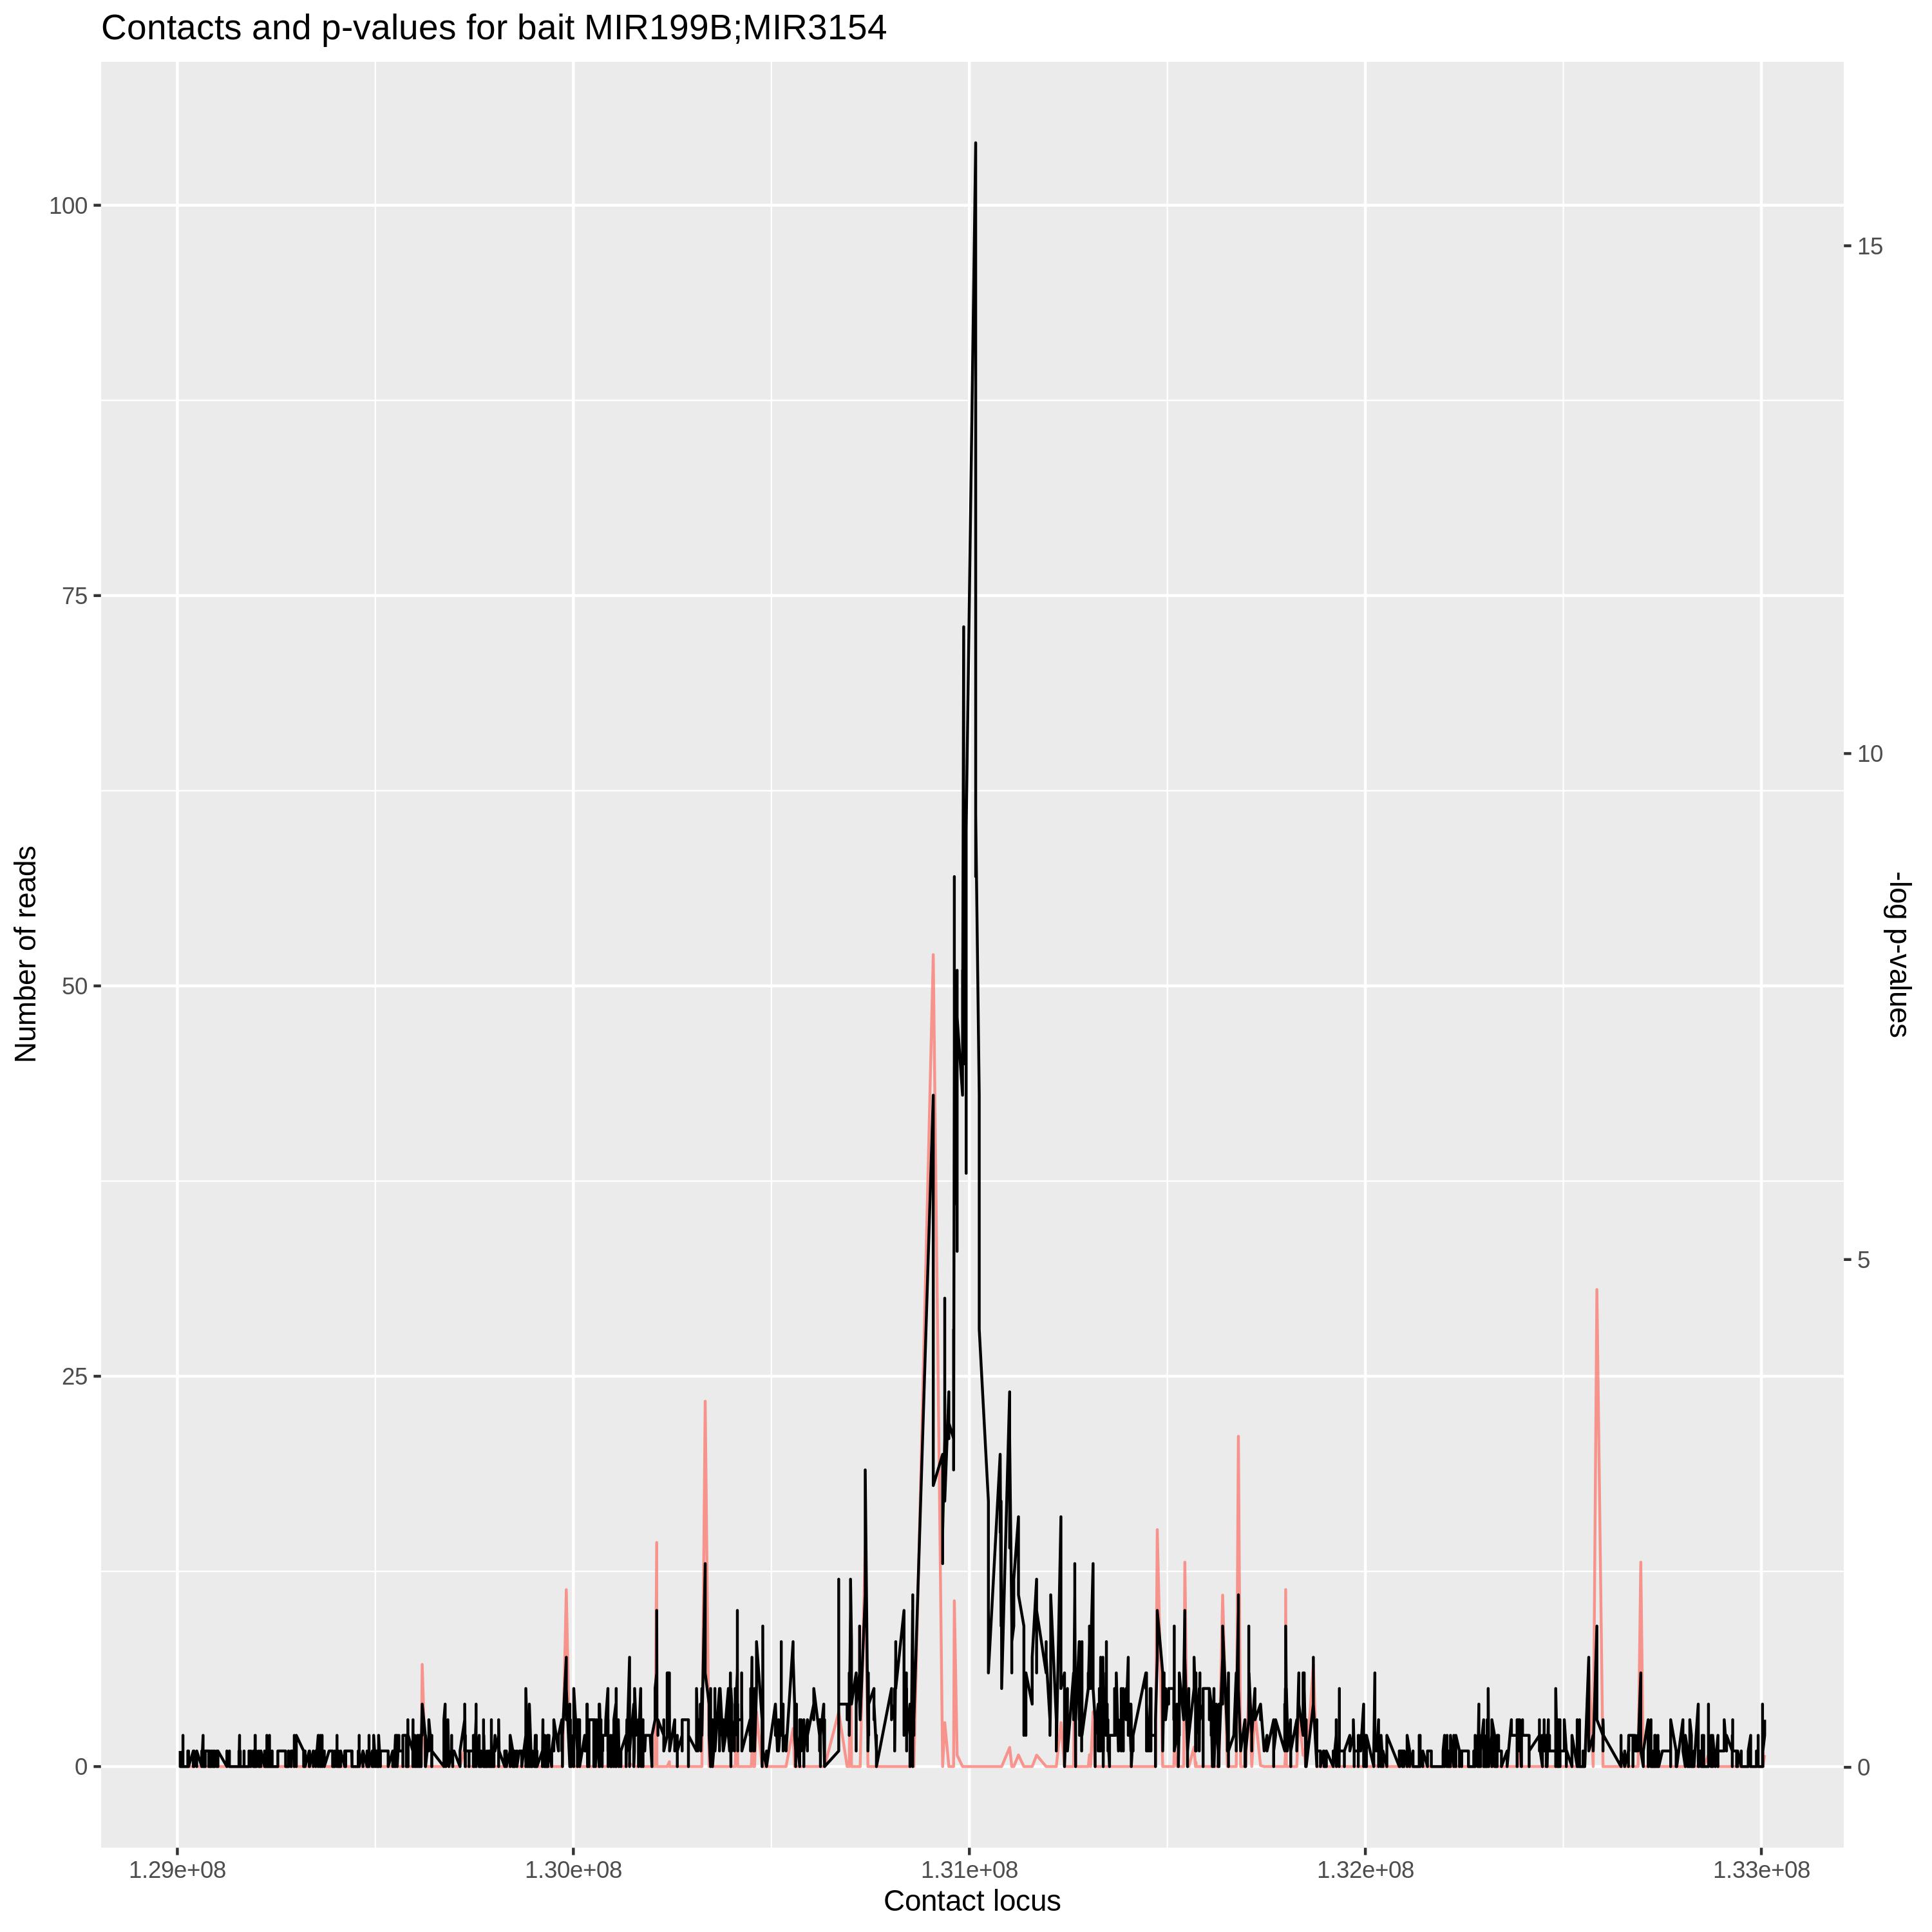 Contacts and p-values for bait MIR199B;MIR3154
100
75
50
25
0
Number of reads
15
10
5
0
-log p-values
1.29e+08
1.30e+08
1.31e+08
1.32e+08
1.33e+08
Contact locus